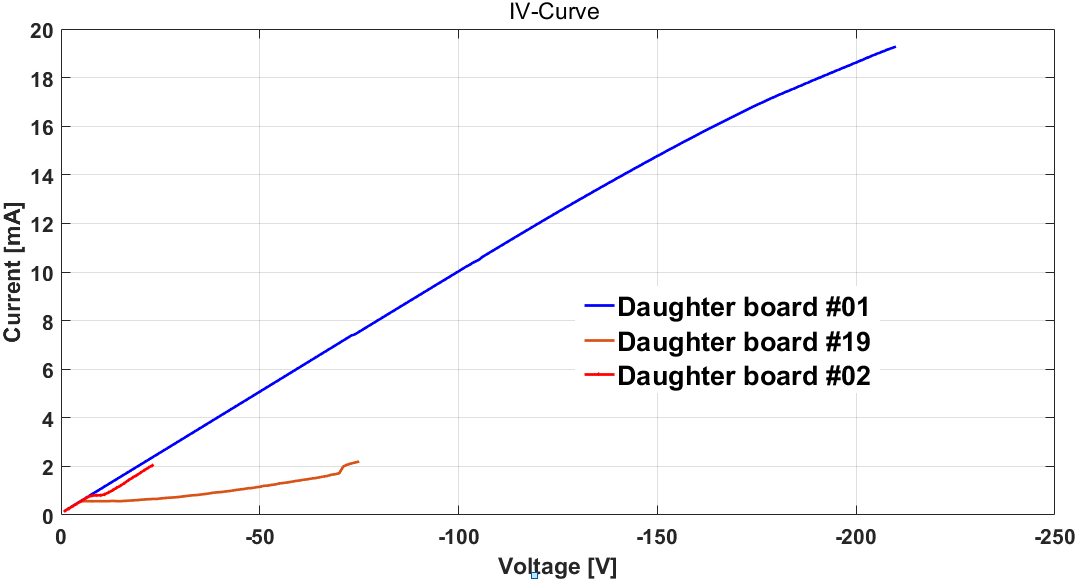 IV-Curve
20
18
16
14
12
10
8
6
4
2
0
Current [mA]
Daughter board #01
Daughter board #19
Daughter board #02
0 -50 -100 -150 -200 -250
Voltage [V]